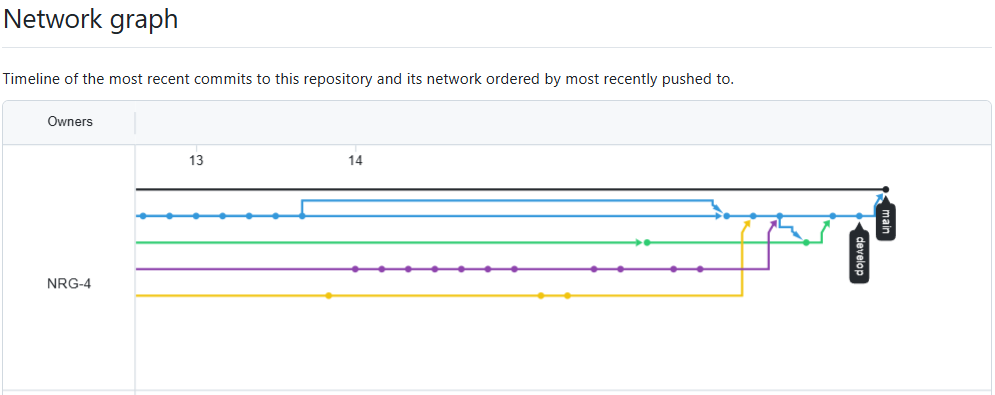 Network graph
Timeline of the most recent commits to this repository and its network ordered by most recently pushed to.
Owners
13 14
main
develop
NRG-4